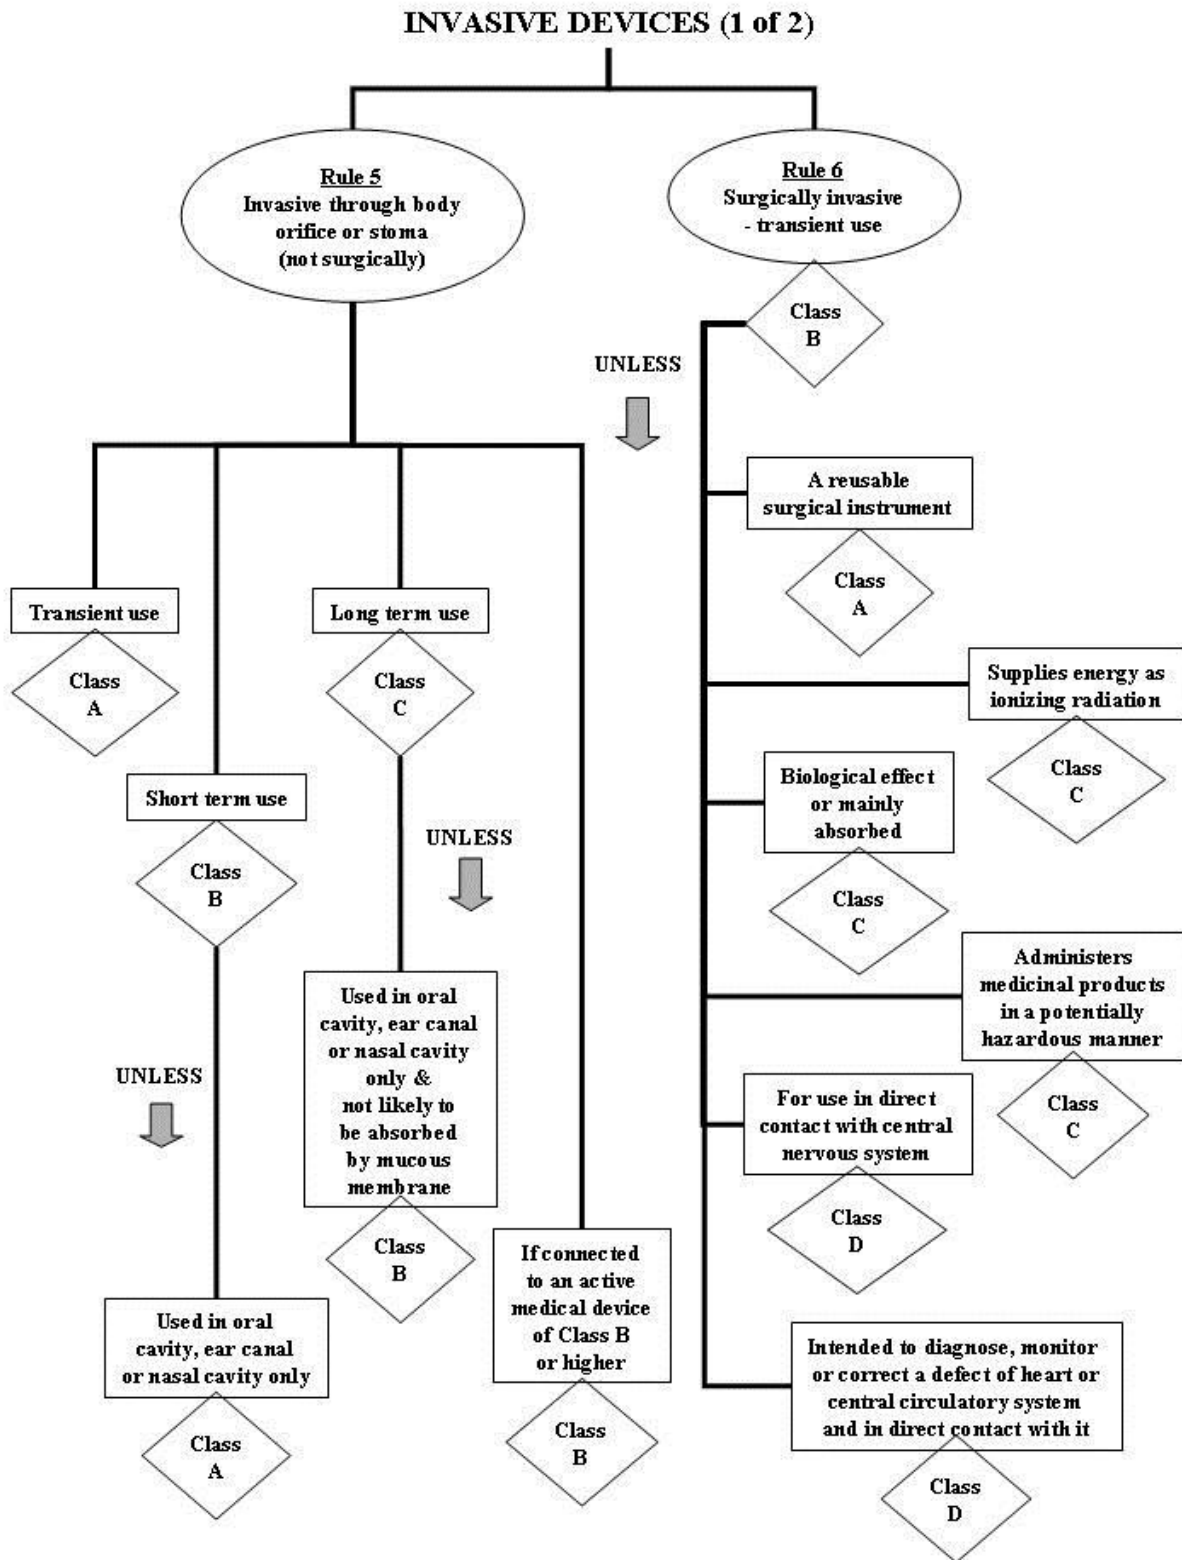 INVASIVE DEVICES (1 of 2)
Rule 5
Invasive through body
orifice or stoma
(not surgically)
Rule 6
Surgically invasive
- transient use
Class
B
UNLESS
A reusable
surgical instrument
Class
A
Transient use
Class
A
Long term use
Class
C
Supplies energy as
ionizing radiation
Class
C
Short term use
Class
B
UNLESS
Biological effect
or mainly
absorbed
Class
C
Used in oral
cavity, ear canal
or nasal cavity
only &
not likely to
be absorbed
by mucous
membrane
Class
B
Administers
medicinal products
in a potentially
hazardous manner
Class
C
UNLESS
For use in direct
contact with central
nervous system
Class
D
If connected
to an active
medical device
of Class B
or higher
Class
B
Used in oral
cavity, ear canal
or nasal cavity only
Class
A
Intended to diagnose, monitor
or correct a defect of heart or
central circulatory system
and in direct contact with it
Class
D